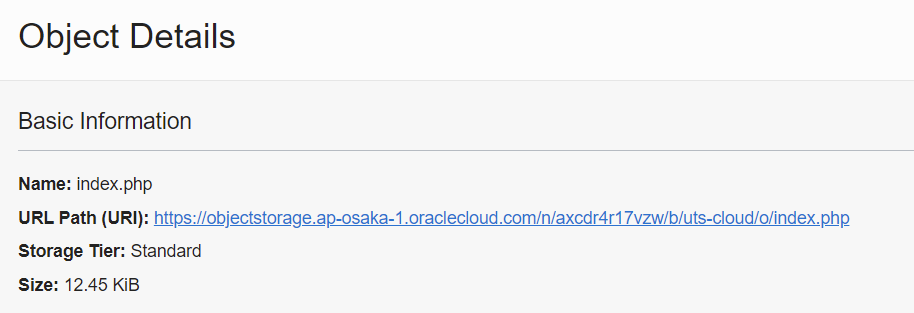 Object Details
Basic Information
Name: index.php
URL Path (URI): https://objectstorage.ap-osaka-1.oraclecloud.com/n/axcdr4r17vzw/b/uts-cloud/o/index.php
Storage Tier: Standard
Size: 12.45 KiB